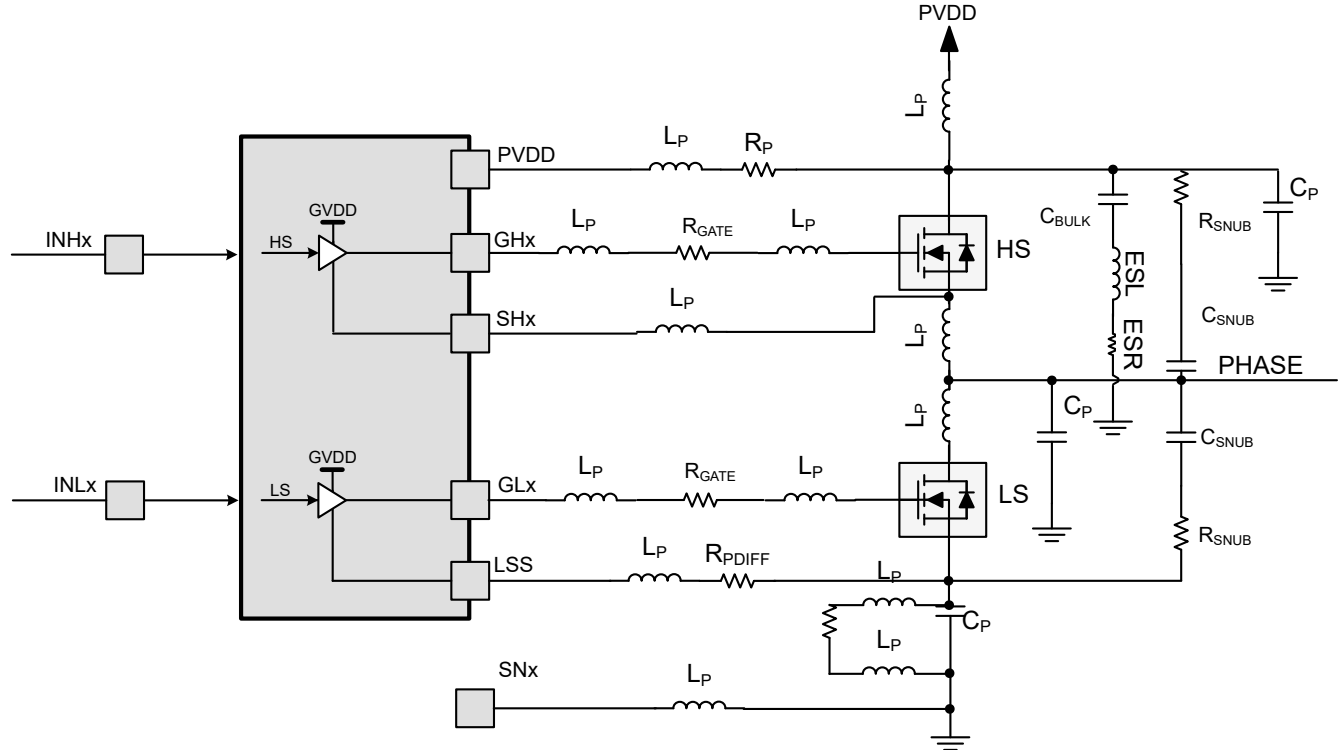 PVDD
LP
PVDD
LP
RP
CP
GVDD
CBULK
RSNUB
INHx
HS
GHx
LP
RGATE
LP
HS
ESL
SHx
LP
LP
CSNUB
ESR
PHASE
LP
CP
CSNUB
GVDD
INLx
LS
GLx
LP
RGATE
LP
LS
RSNUB
LSS
LP
RPDIFF
LP
CP
LP
SNx
LP